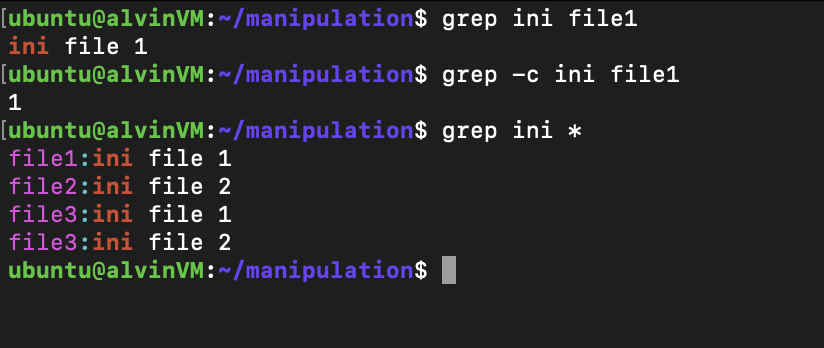 [ubuntu@alvinVM:~/manipulation$ grep ini file1
ini file 1
[ubuntu@alvinVM:~/manipulation$ grep -c ini file1
1
[ubuntu@alvinVM:~/manipulation$ grep ini *
file1:ini file 1
file2:ini file 2
file3:ini file 1
file3:ini file 2
ubuntu@alvinVM:~/manipulation$